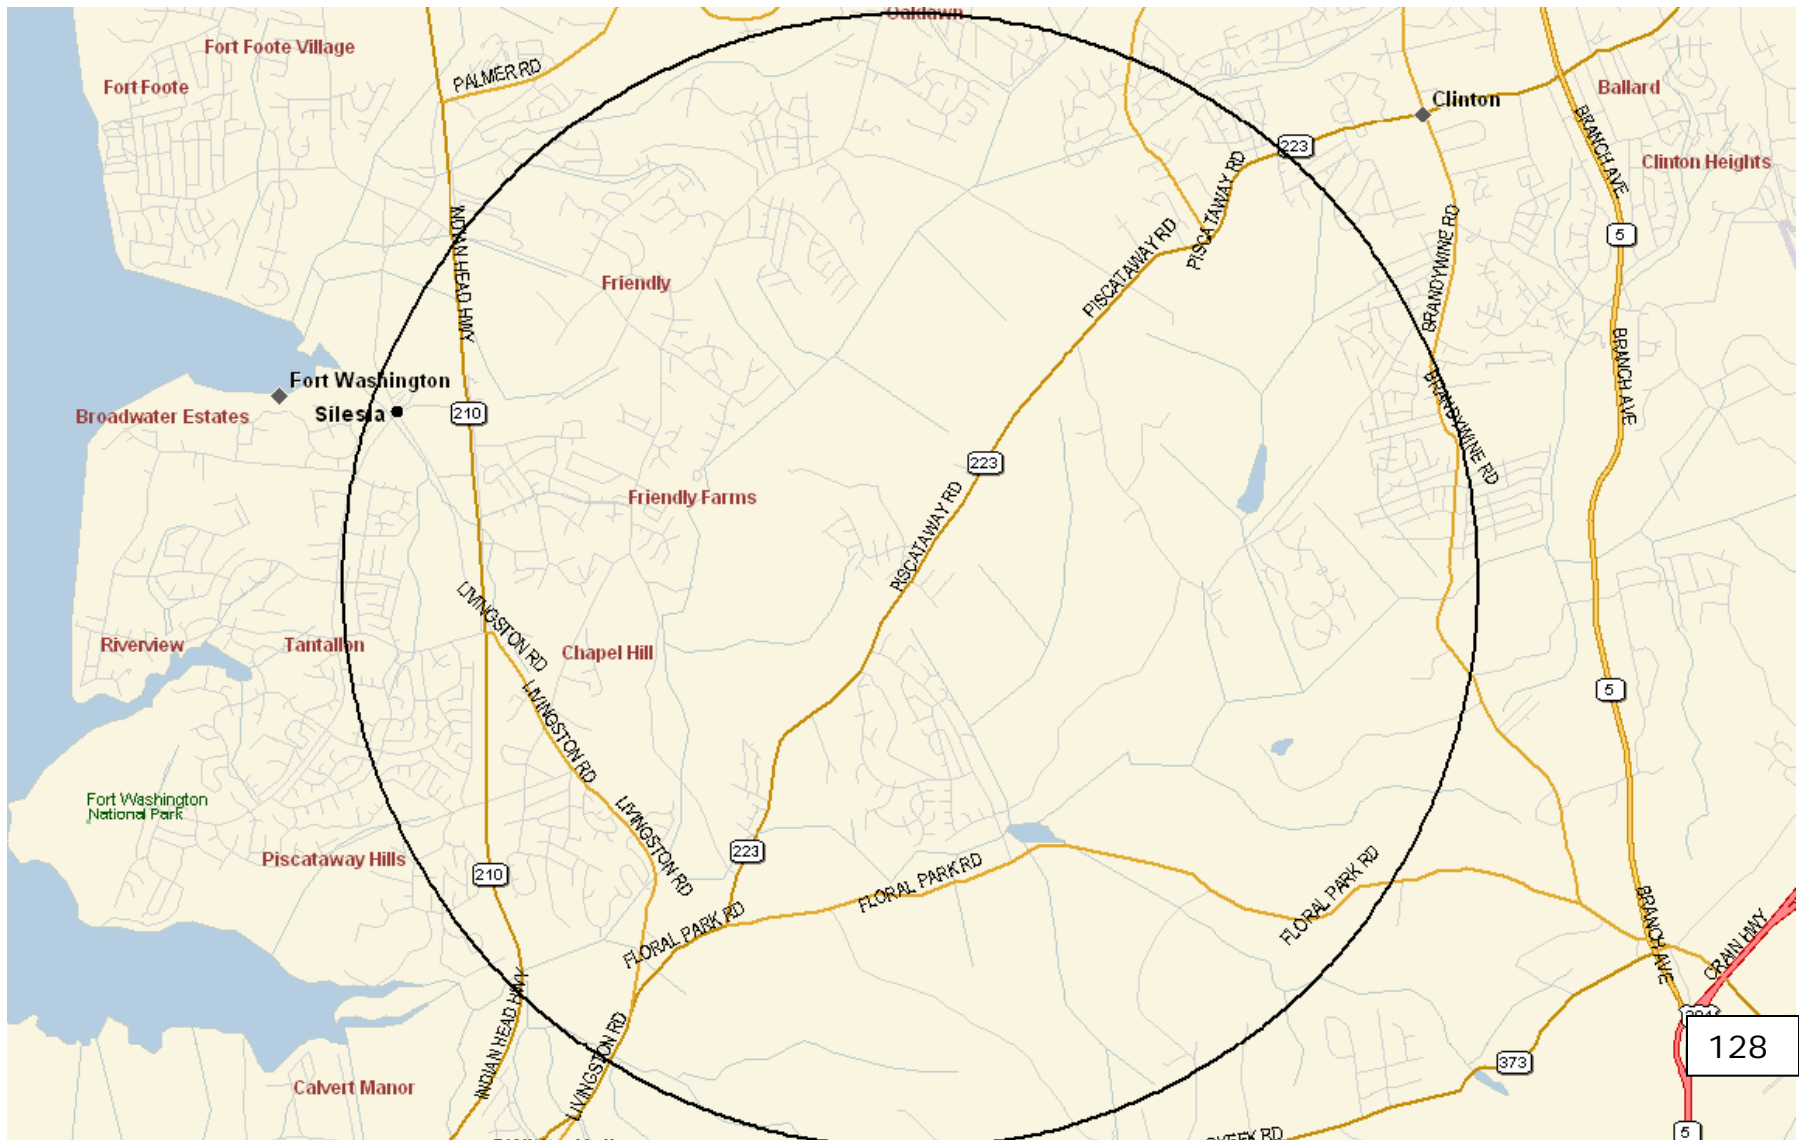 Oaklawn
Fort Foote Village
PALMER RD
Fort Foote
Ballard
Clinton
BRANCH AVE
223
Clinton Heights
PISCATAWAY RD
PISCATAWAY RD
INDIAN HEAD HWY
BRANDYWINE RD
5
Friendly
BRANCH AVE
Fort Washington
Broadwater Estates
Silesia
210
BRANDYWINE RD
223
Friendly Farms
PISCATAWAY RD
LIVINGSTON RD
Riverview
Tantallon
Chapel Hill
5
LIVINGSTON RD
Fort Washington
National Park
LIVINGSTON RD
223
Piscataway Hills
210
FLORAL PARK RD
FLORAL PARK RD
FLORAL PARK RD
BRANCH AVE
CRAIN HWY
INDIAN HEAD HWY
LIVINGSTON RD
128
373
Calvert Manor
5